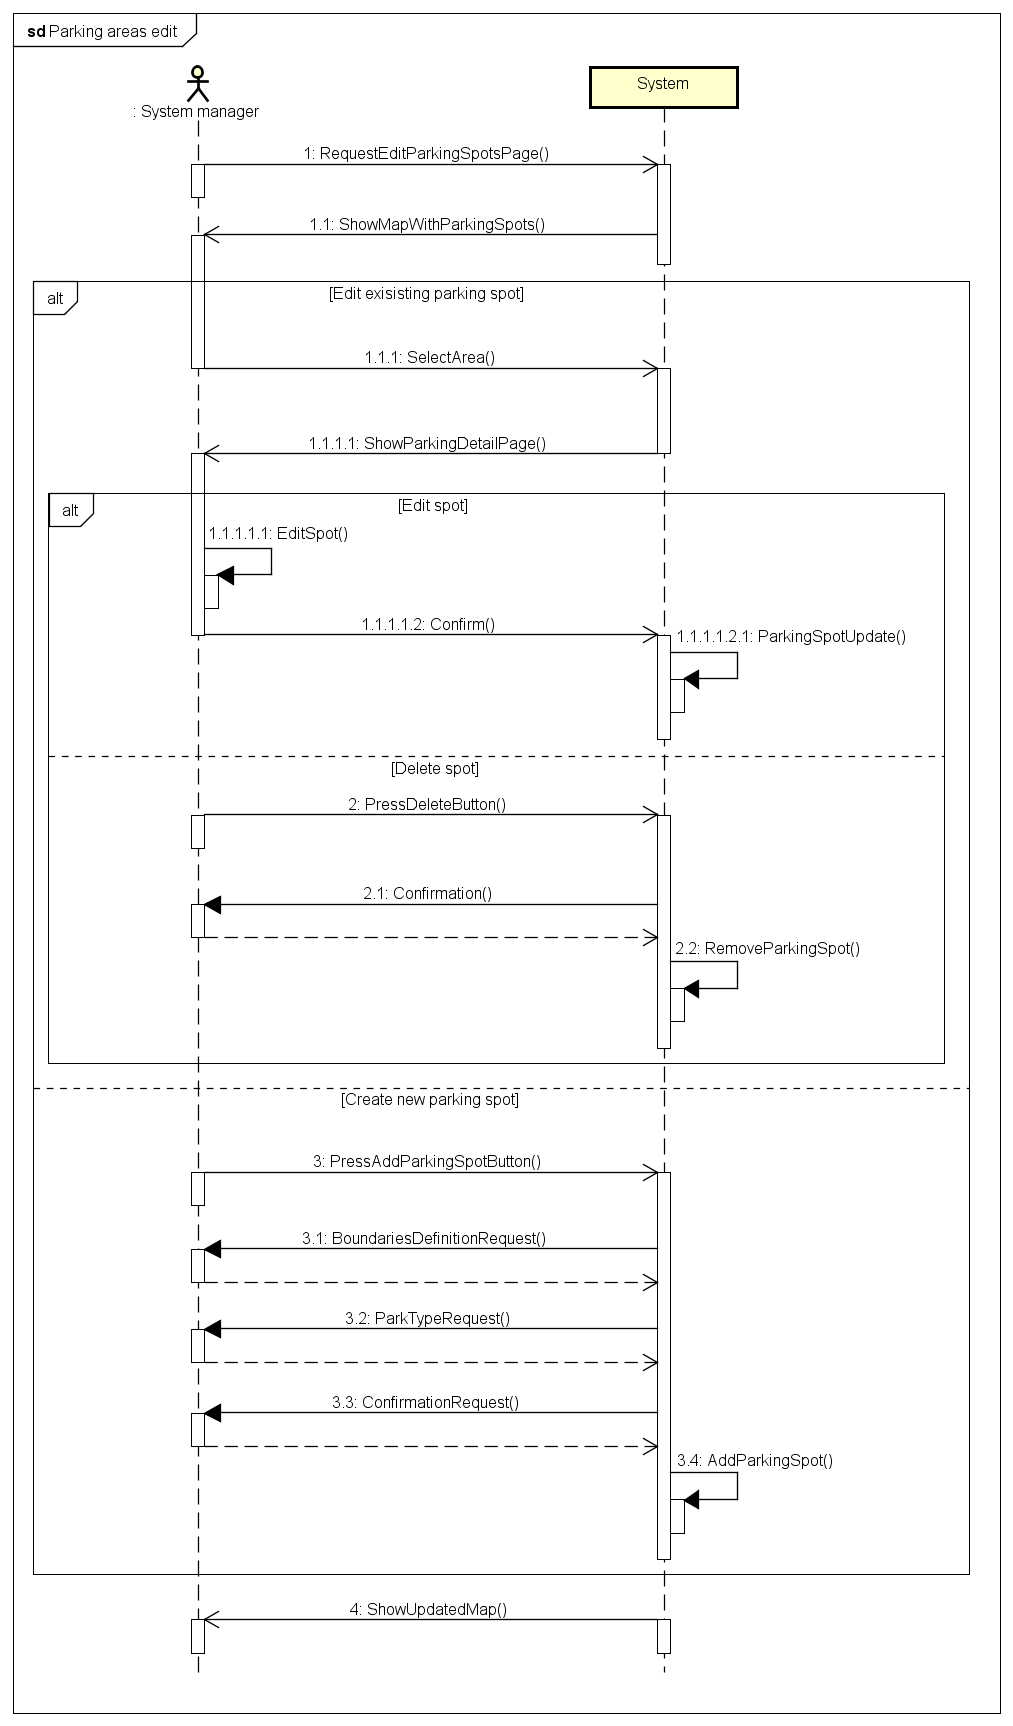 sd Parking areas edit
: System manager
System
1: RequestEditParkingSpotsPage()
1.1: ShowMapWithParkingSpots()
alt
[Edit exisisting parking spot]
1.1.1: SelectArea()
1.1.1.1: ShowParkingDetailPage()
alt
[Edit spot]
1.1.1.1.1: EditSpot()
1.1.1.1.2: Confirm()
1.1.1.1.2.1: ParkingSpotUpdate()
[Delete spot]
2: PressDeleteButton()
2.1: Confirmation()
2.2: RemoveParkingSpot()
[Create new parking spot]
3: PressAddParkingSpotButton()
3.1: BoundariesDefinitionRequest()
3.2: ParkTypeRequest()
3.3: ConfirmationRequest()
3.4: AddParkingSpot()
4: ShowUpdatedMap()